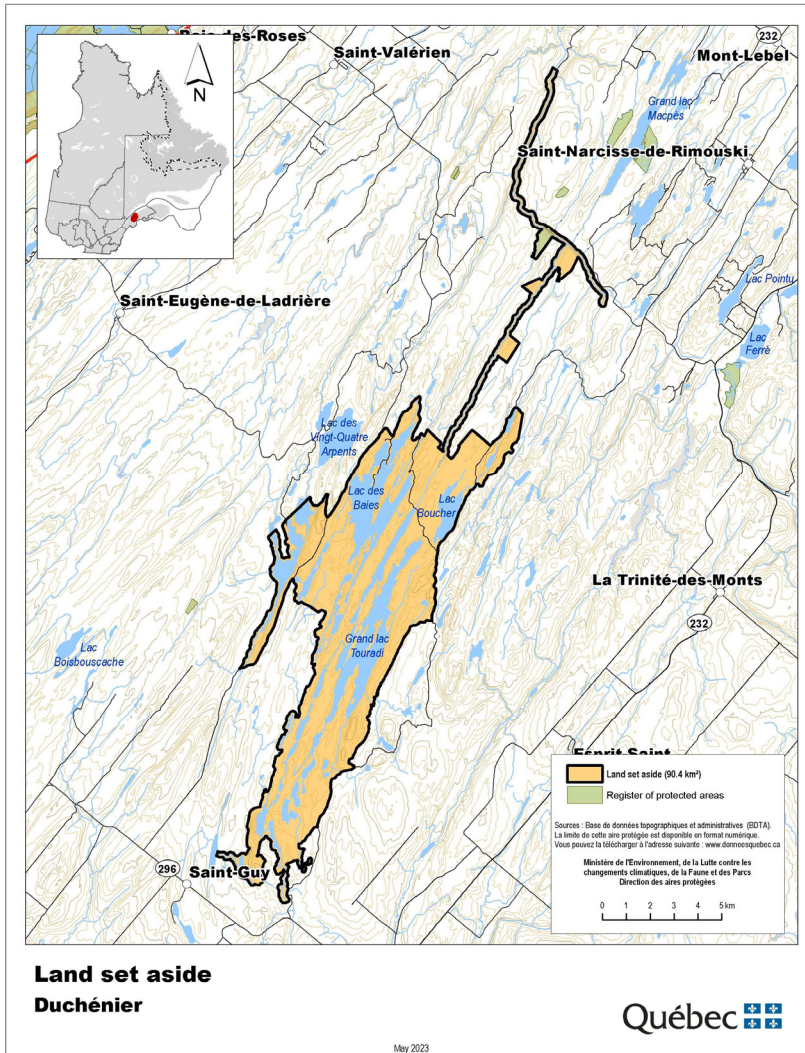 Baie-des-Roses
Saint-Valérien
232
Mont-Lebel
N
Grand lac
Macpès
Saint-Narcisse-de-Rimouski
Lac Pointu
Saint-Eugène-de-Ladrière
Lac
Ferré
Lac des
Vingt-Quatre
Arpents
Lac des
Baies
Lac
Boucher
La Trinité-des-Monts
232
Grand lac
Touradi
Lac
Boisbouscache
Esprit-Saint
Land set aside (90.4 km²)
Register of protected areas
Sources : Base de données topographiques et administratives (BDTA).
La limite de cette aire protégée est disponible en format numérique.
Vous pouvez la télécharger à l'adresse suivante : www.donneesquebec.ca
Ministère de l'Environnement, de la Lutte contre les
changements climatiques, de la Faune et des Parcs
Direction des aires protégées
0 1 2 3 4 5 km
296
Saint-Guy
Land set aside
Duchénier
Québec
May 2023